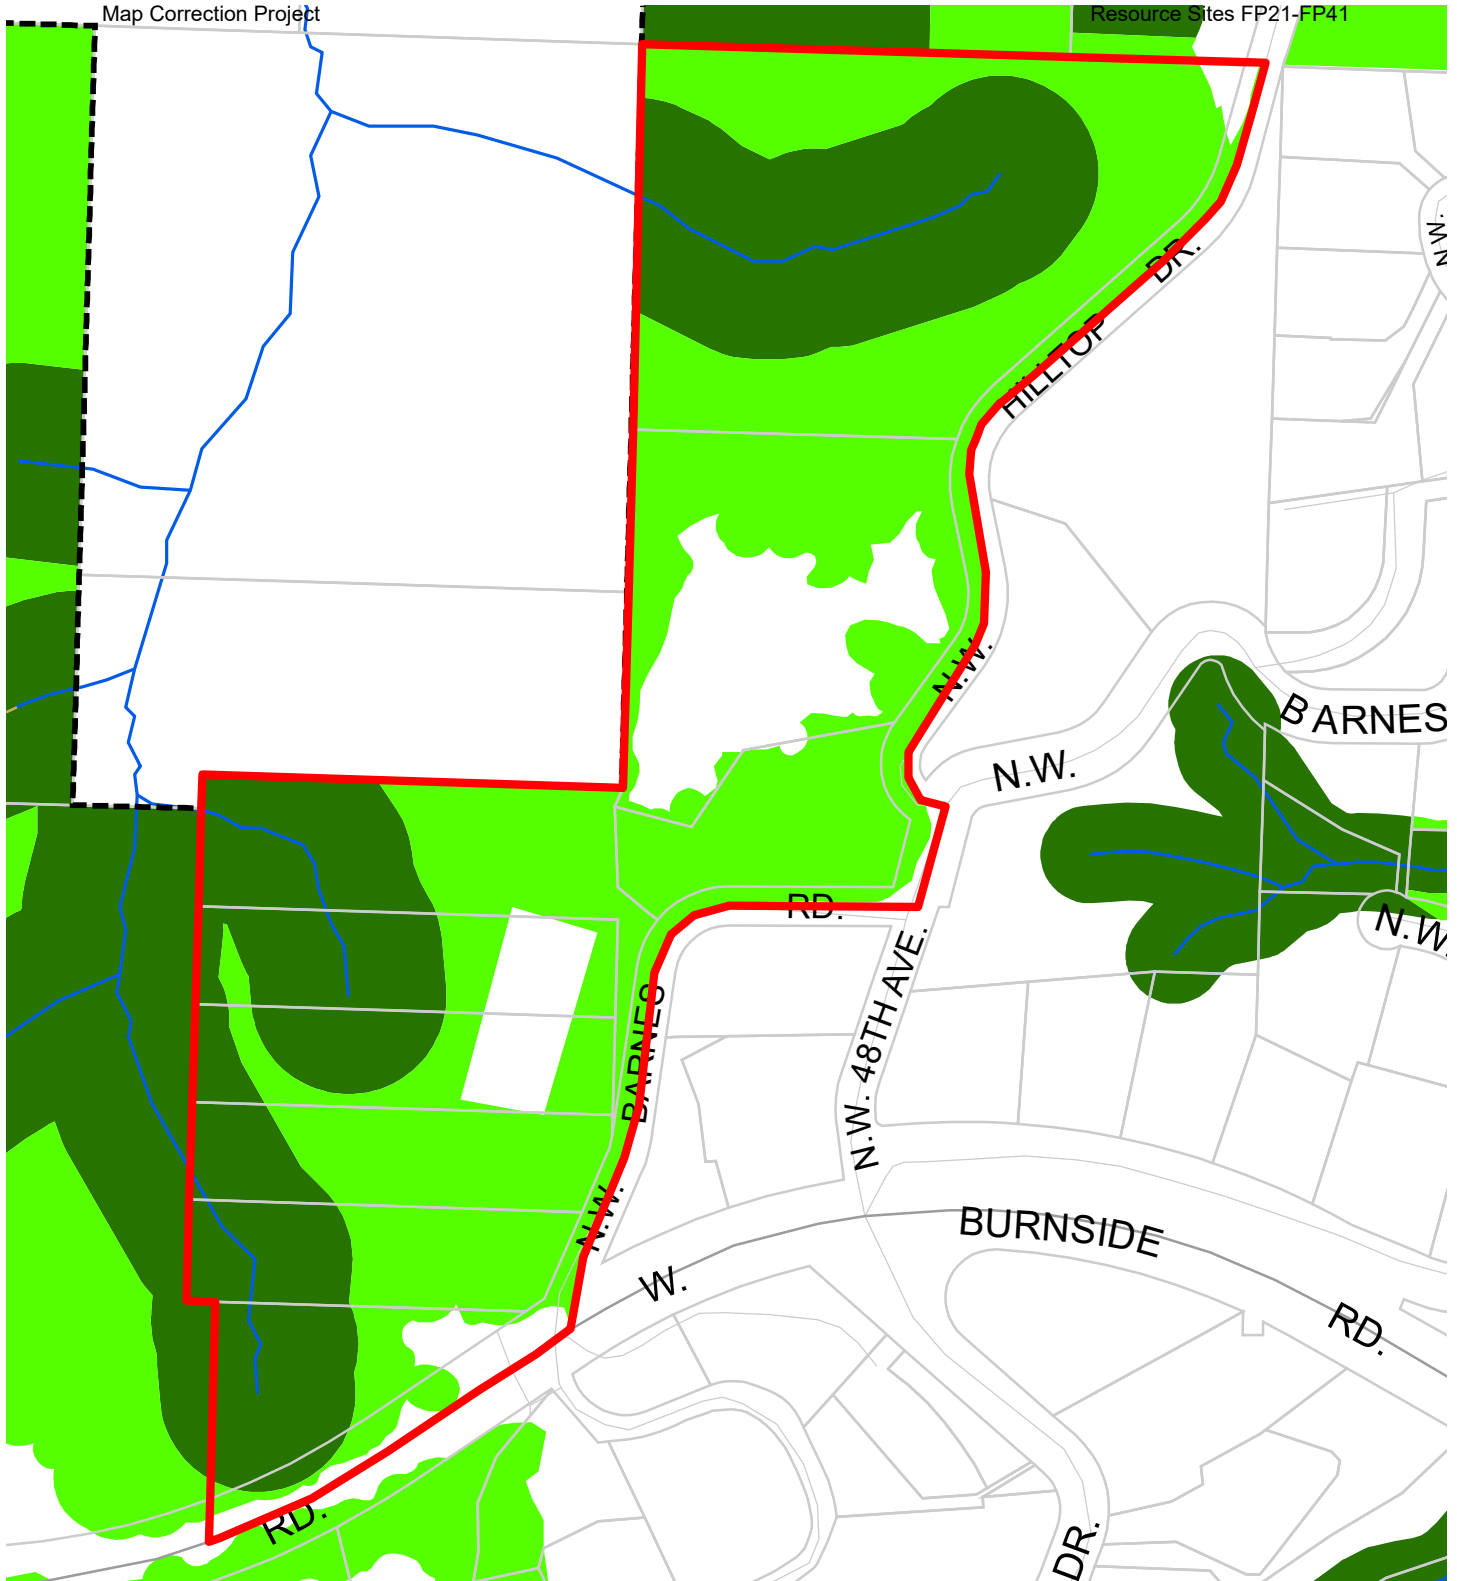 Map Correction Project
Resource Sites FP21-FP41
N.W.
HILLTOP DR.
N.W.
BARNES
N.W.
N.W.
RD.
N.W. 48TH AVE.
BARNES
N.W.
BURNSIDE
W.
RD.
RD.
DR.